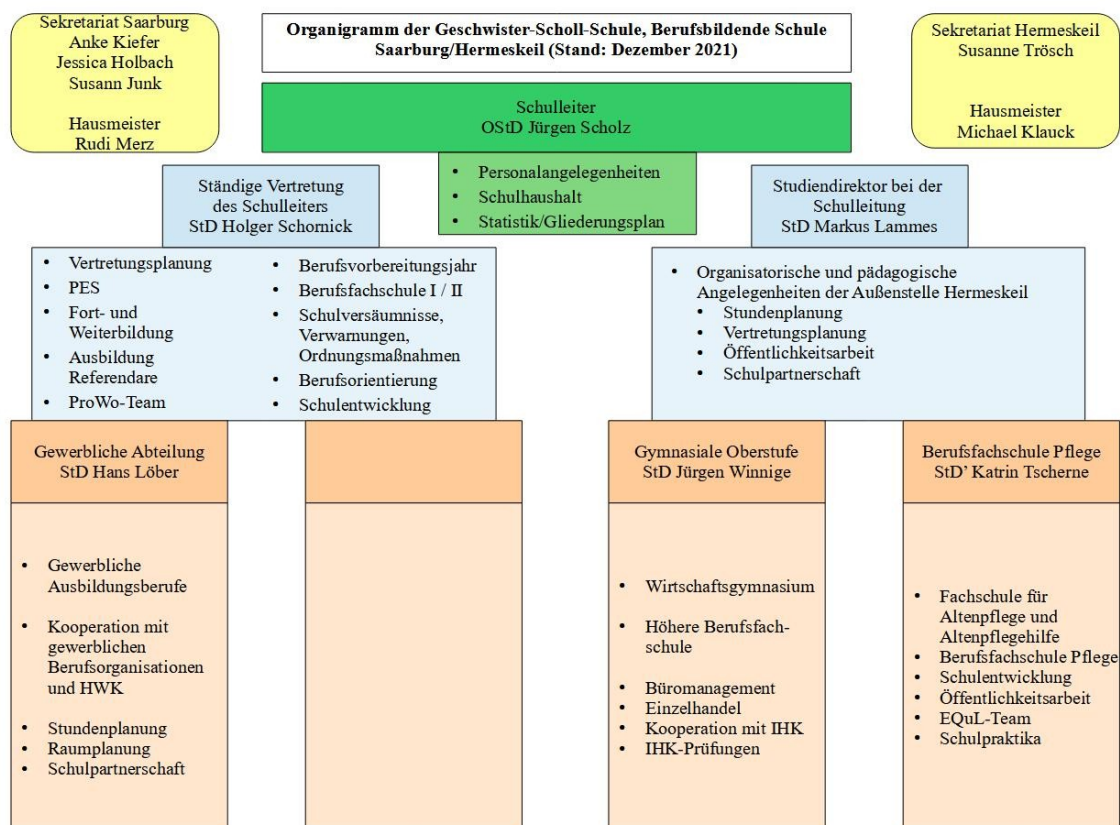 Sekretariat Saarburg
Anke Kiefer
Jessica Holbach
Susann Junk
Hausmeister
Rudi Merz
Organigramm der Geschwister-Scholl-Schule, Berufsbildende Schule
Saarburg/Hermeskeil (Stand: Dezember 2021)
Sekretariat Hermeskeil
Susanne Trösch
Hausmeister
Michael Klauck
Schulleiter
OStD Jürgen Scholz
• Personalangelegenheiten
• Schulhaushalt
• Statistik/Gliederungsplan
Ständige Vertretung
des Schulleiters
StD Holger Schornick
Studiendirektor bei der
Schulleitung
StD Markus Lammes
• Vertretungsplanung
• PES
• Fort- und
Weiterbildung
• Ausbildung
Referendare
• ProWo-Team
• Berufsvorbereitungsjahr
• Berufsfachschule I / II
• Schulversäumnisse,
Verwarnungen,
Ordnungsmaßnahmen
• Berufsorientierung
• Schulentwicklung
• Organisatorische und pädagogische
Angelegenheiten der Außenstelle Hermeskeil
• Stundenplanung
• Vertretungsplanung
• Öffentlichkeitsarbeit
• Schulpartnerschaft
Gewerbliche Abteilung
StD Hans Löber
• Gewerbliche
Ausbildungsberufe
• Kooperation mit
gewerblichen
Berufsorganisationen
und HWK
• Stundenplanung
• Raumplanung
• Schulpartnerschaft
Gymnasiale Oberstufe
StD Jürgen Winnige
• Wirtschaftsgymnasium
• Höhere Berufsfach-
schule
• Büromanagement
• Einzelhandel
• Kooperation mit IHK
• IHK-Prüfungen
Berufsfachschule Pflege
StD’ Katrin Tscherne
• Fachschule für
Altenpflege und
Altenpflegehilfe
• Berufsfachschule Pflege
• Schulentwicklung
• Öffentlichkeitsarbeit
• EQuL-Team
• Schulpraktika